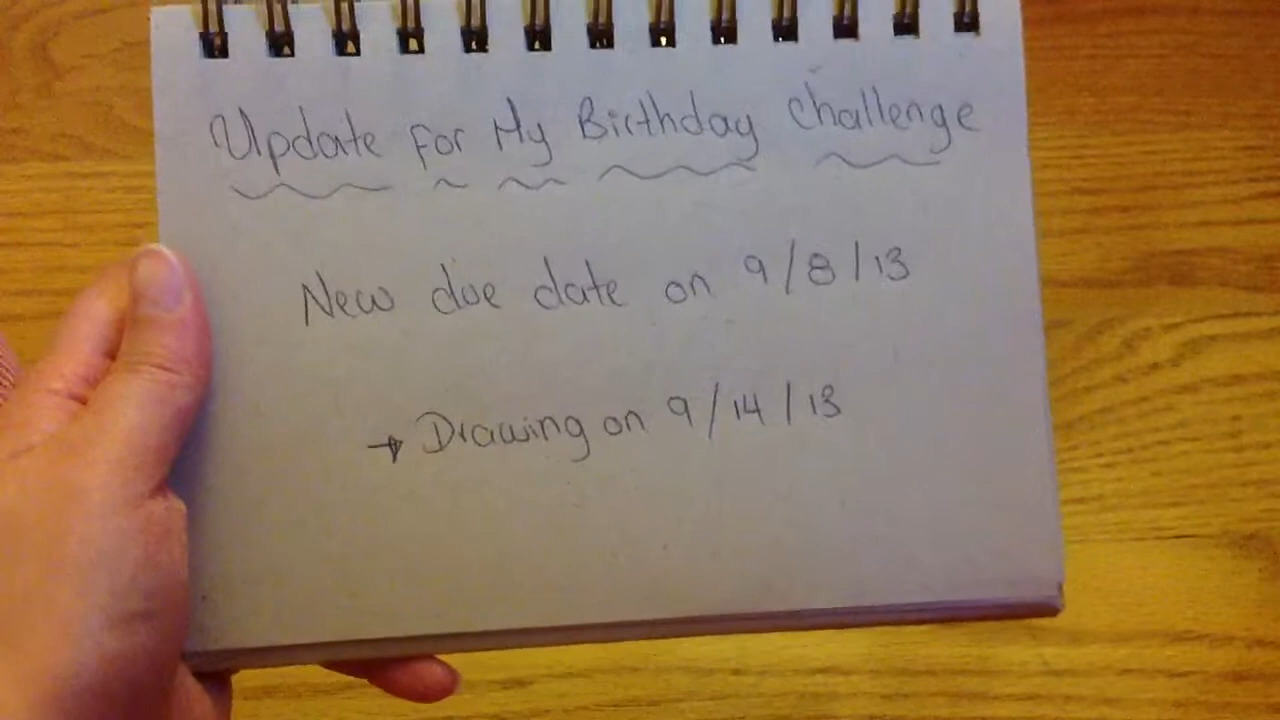 Update for My Birthday Challenge
New due date on 9/8/13
→ Drawing on 9/14/13